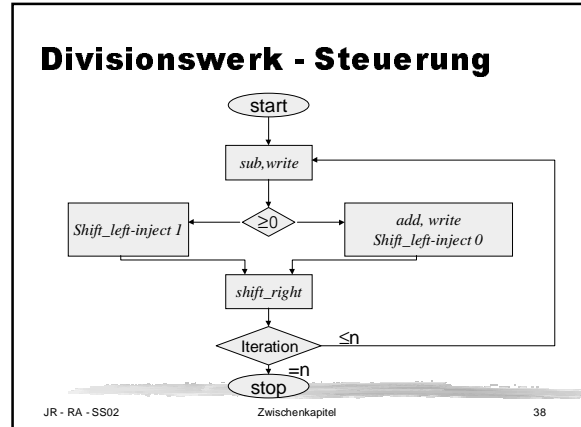 Divisionswerk - Steuerung
start
sub,write
≥0
Shift_left-inject 1
add, write
Shift_left-inject 0
shift_right
Iteration
≤n
=n
stop
JR - RA - SS02
Zwischenkapitel
38